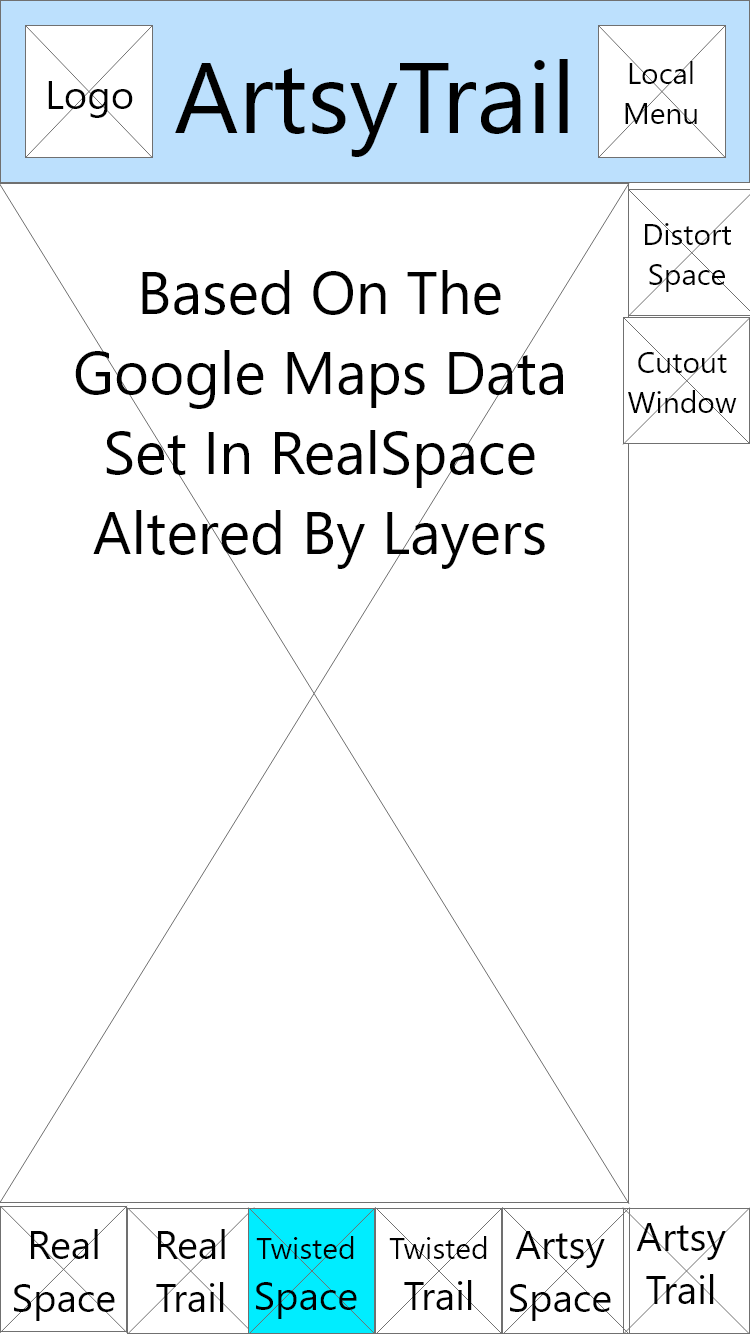 Logo
ArtsyTrail
Local
Menu
Distort
Space
Cutout
Window
Based On The
Google Maps Data
Set In RealSpace
Altered By Layers
Real
Space
Real
Trail
Twisted
Space
Twisted
Trail
Artsy
Space
Artsy
Trail